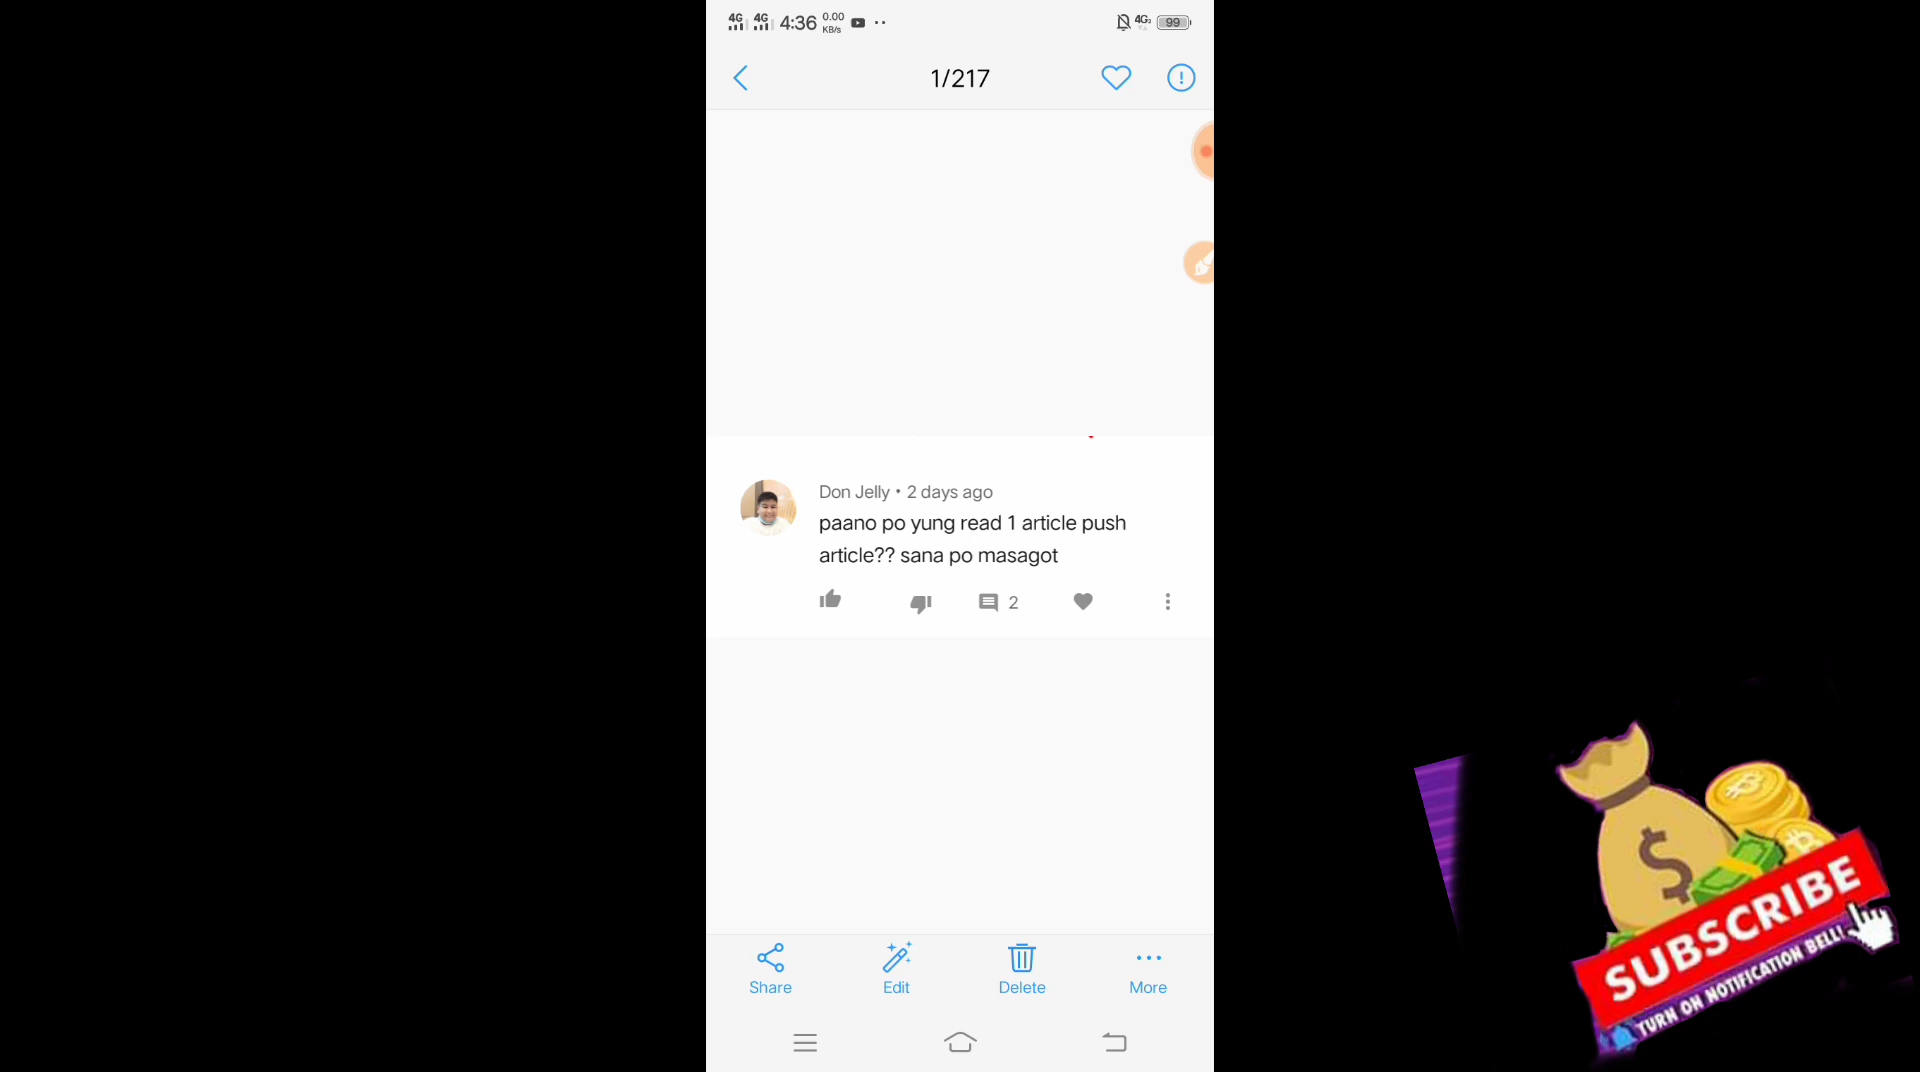 4G 4G 4:36 0.00 KB/s 4G 99
1/217
Don Jelly • 2 days ago
paano po yung read 1 article push
article?? sana po masagot
2
Share Edit Delete More
$
SUBSCRIBE
TURN ON NOTIFICATION BELL!